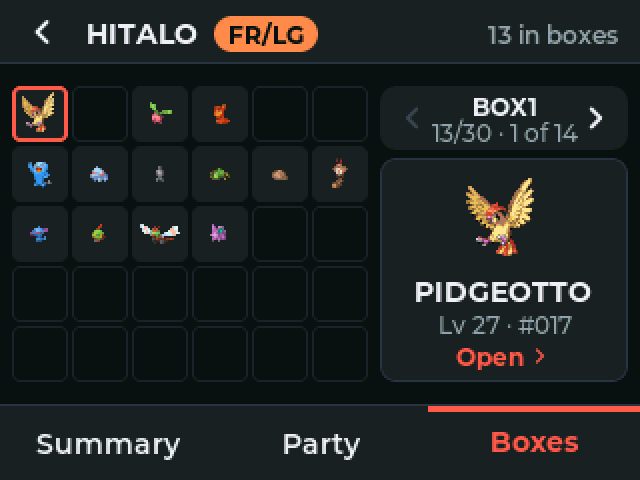 HITALO FR/LG 13 in boxes
BOX1
13/30 · 1 of 14
PIDGEOTTO
Lv 27 · #017
Open >
Summary Party Boxes